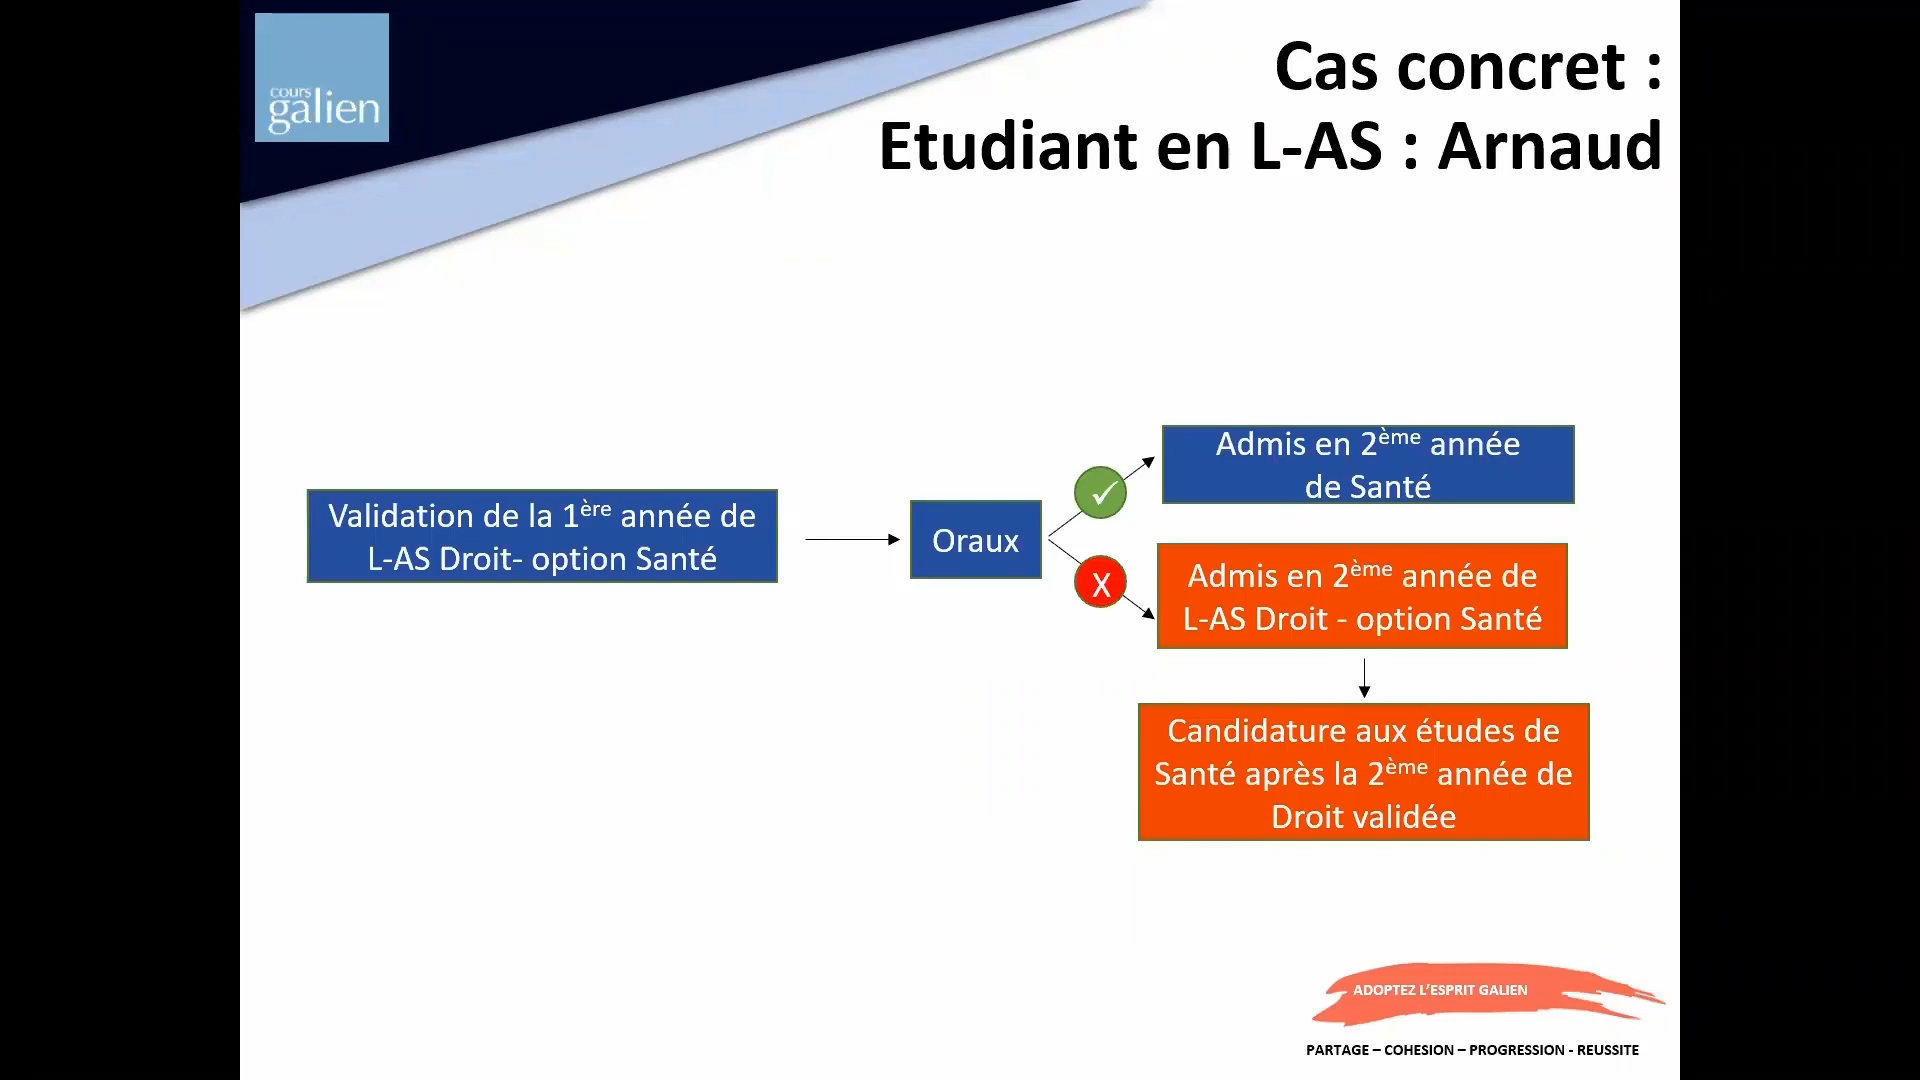 cours
galien
Cas concret :
Etudiant en L-AS : Arnaud
Validation de la 1ère année de
L-AS Droit- option Santé
Oraux
✓
X
Admis en 2ème année
de Santé
Admis en 2ème année de
L-AS Droit - option Santé
Candidature aux études de
Santé après la 2ème année de
Droit validée
ADOPTEZ L'ESPRIT GALIEN
PARTAGE – COHESION – PROGRESSION - REUSSITE